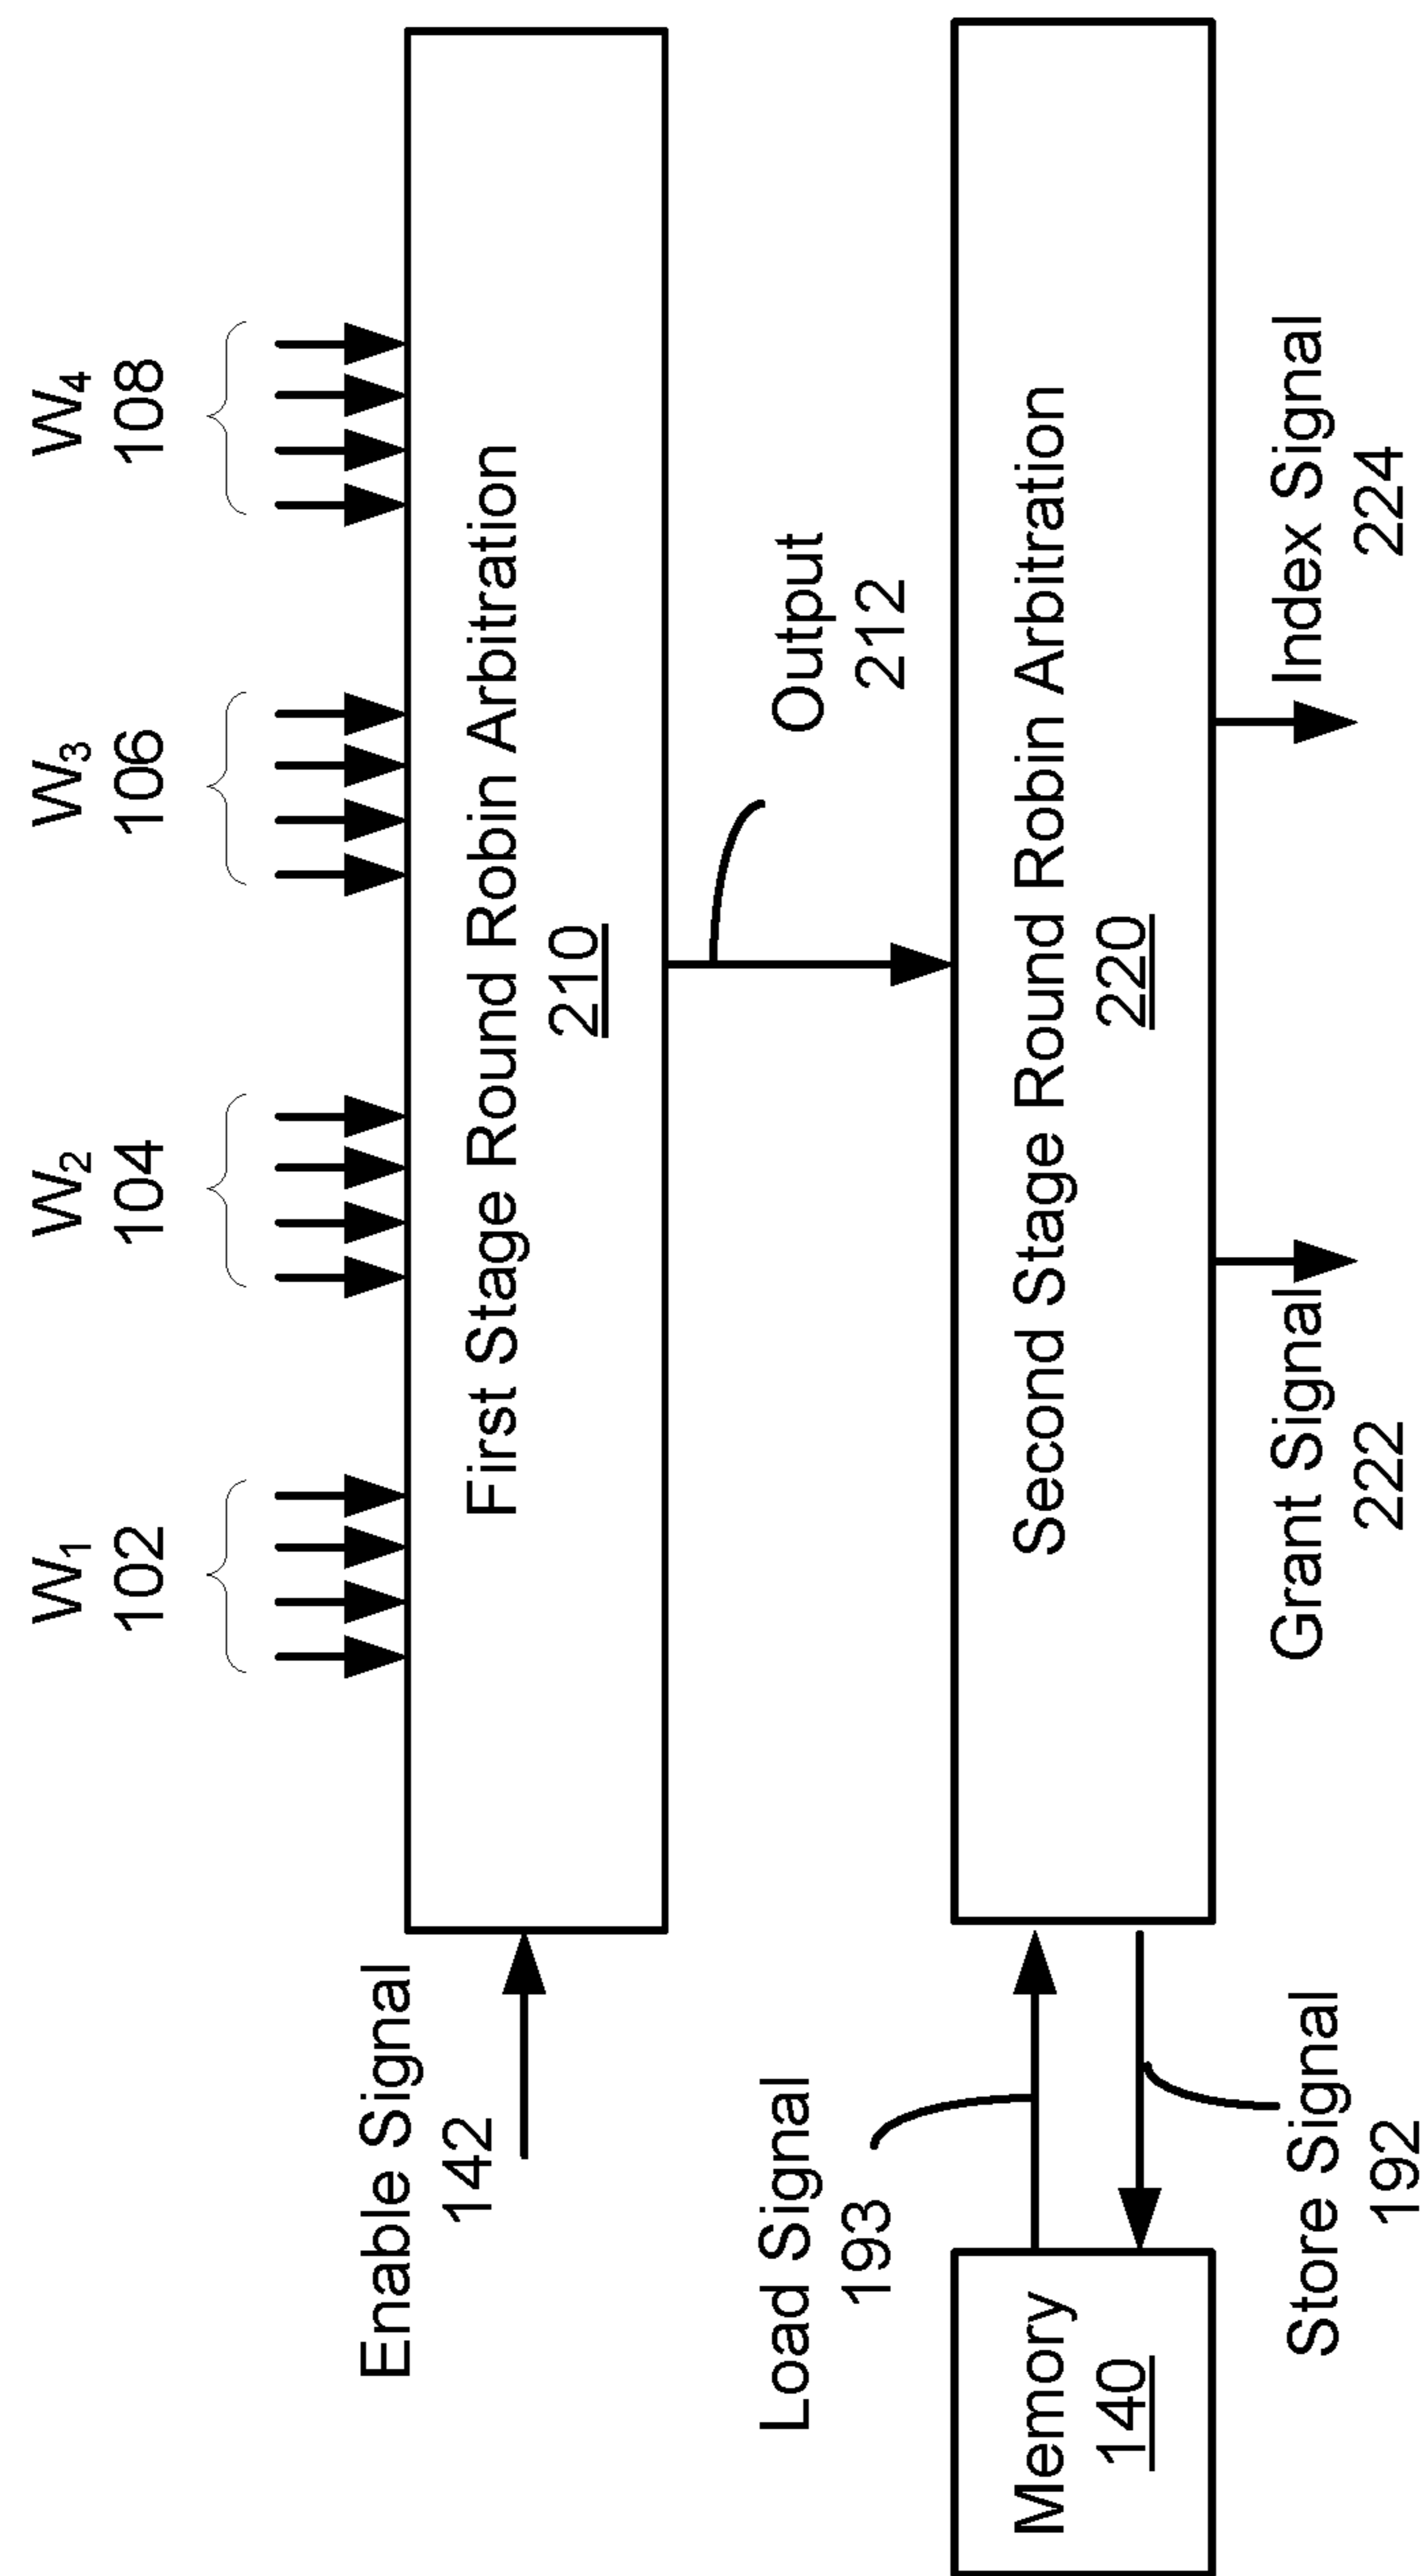 W1
102
W2
104
W3
106
W4
108
Enable Signal
142
First Stage Round Robin Arbitration
210
Output
212
Load Signal
193
Memory
140
Second Stage Round Robin Arbitration
220
Store Signal
192
Grant Signal
222
Index Signal
224